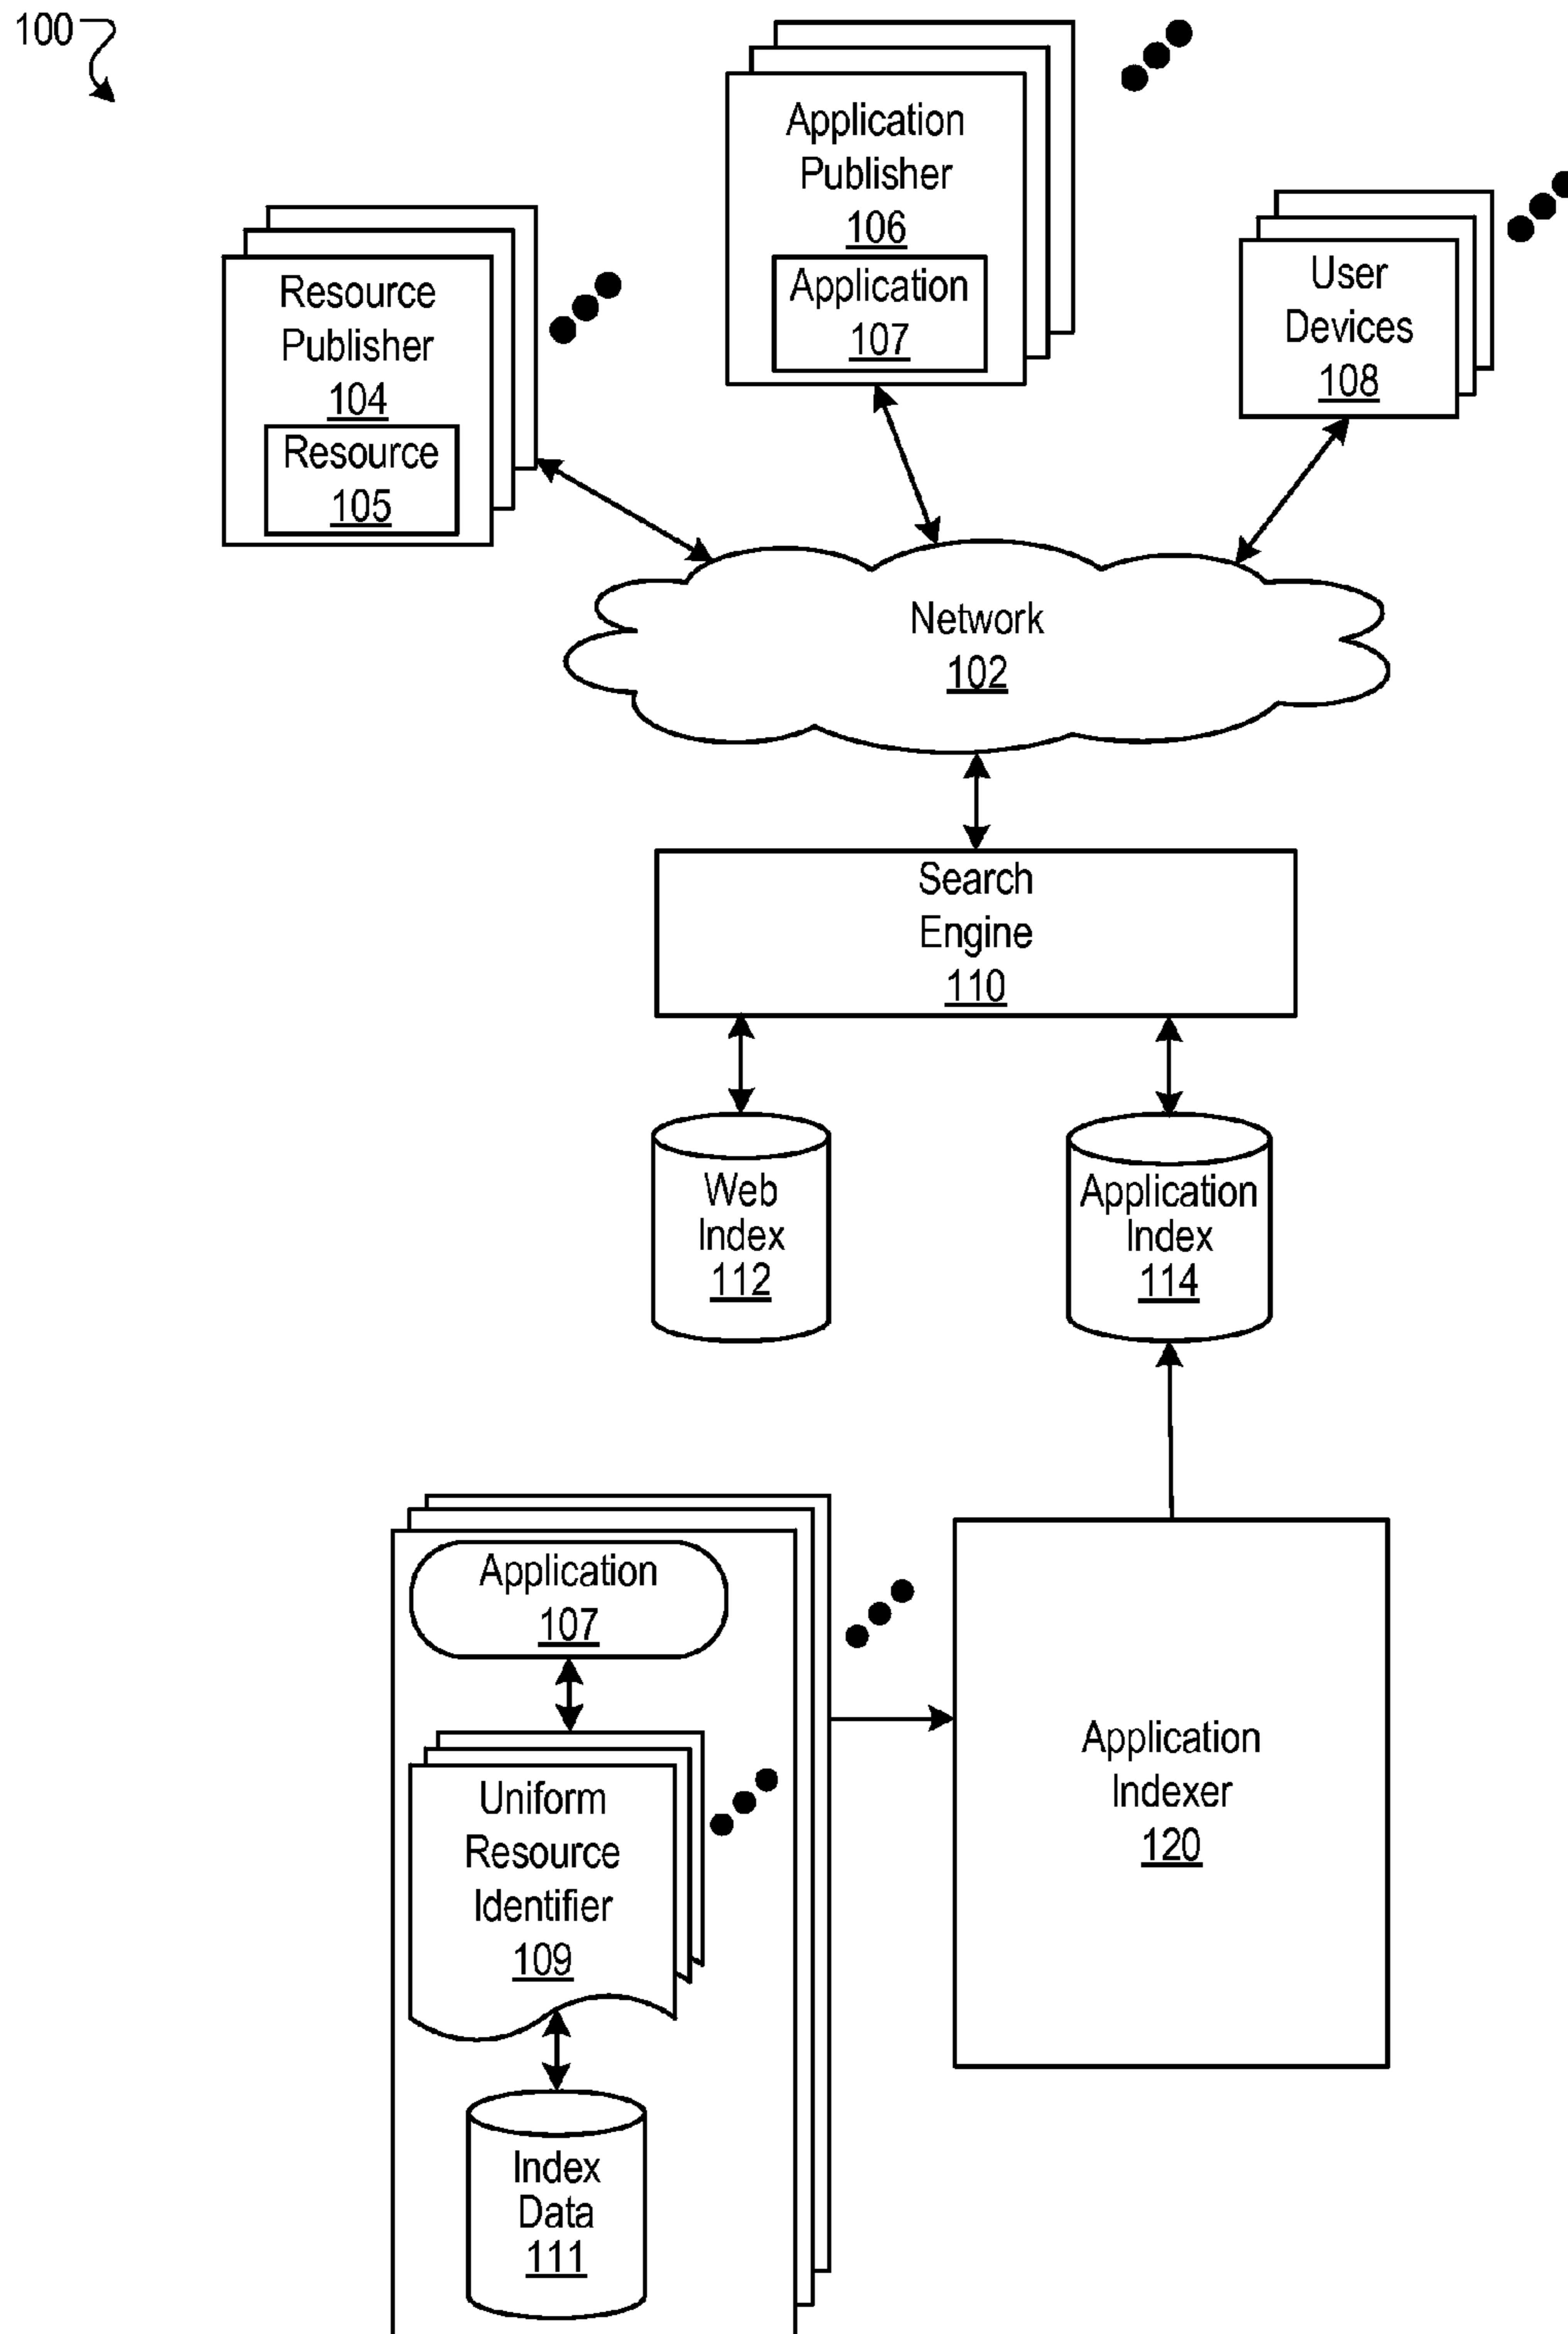 100
Application
Publisher
106
Application
107
Resource
Publisher
104
Resource
105
User
Devices
108
Network
102
Search
Engine
110
Web
Index
112
Application
Index
114
Application
107
Uniform
Resource
Identifier
109
Index
Data
111
Application
Indexer
120